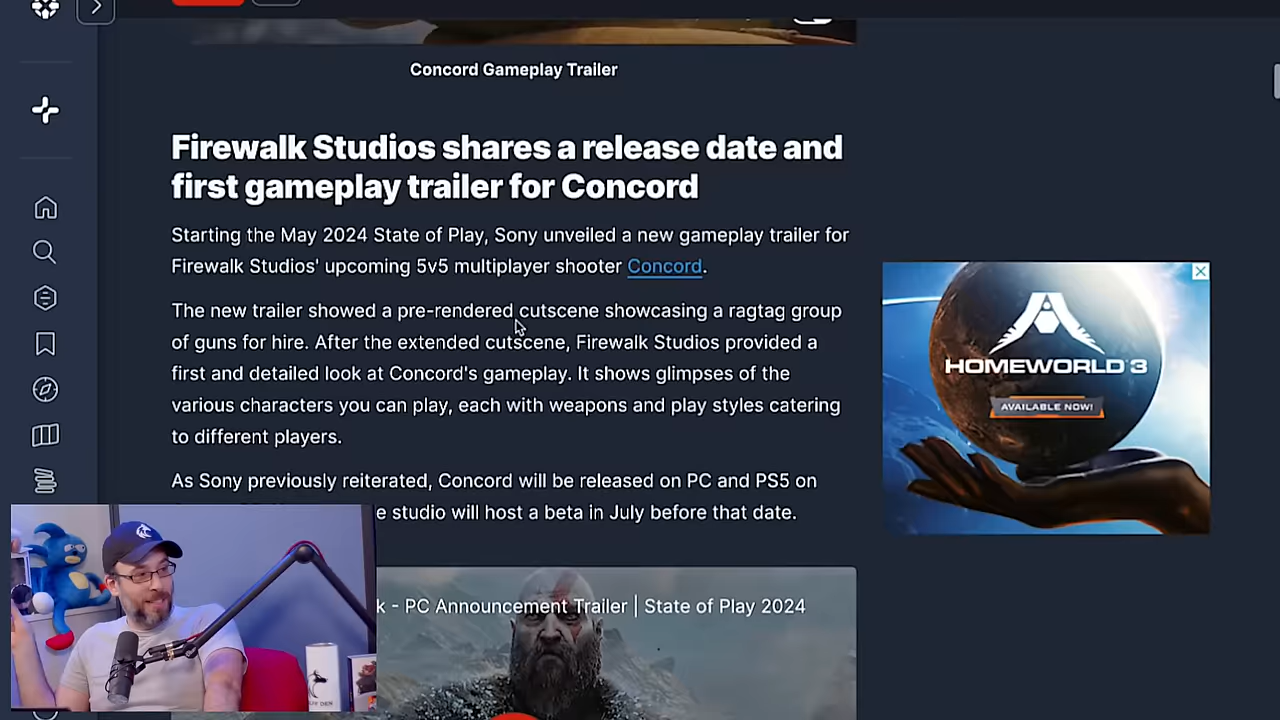 Concord Gameplay Trailer
Firewalk Studios shares a release date and
first gameplay trailer for Concord
Starting the May 2024 State of Play, Sony unveiled a new gameplay trailer for
Firewalk Studios' upcoming 5v5 multiplayer shooter Concord.
The new trailer showed a pre-rendered cutscene showcasing a ragtag group
of guns for hire. After the extended cutscene, Firewalk Studios provided a
first and detailed look at Concord's gameplay. It shows glimpses of the
various characters you can play, each with weapons and play styles catering
to different players.
As Sony previously reiterated, Concord will be released on PC and PS5 on
e studio will host a beta in July before that date.
HOMEWORLD 3
AVAILABLE NOW!
k - PC Announcement Trailer | State of Play 2024